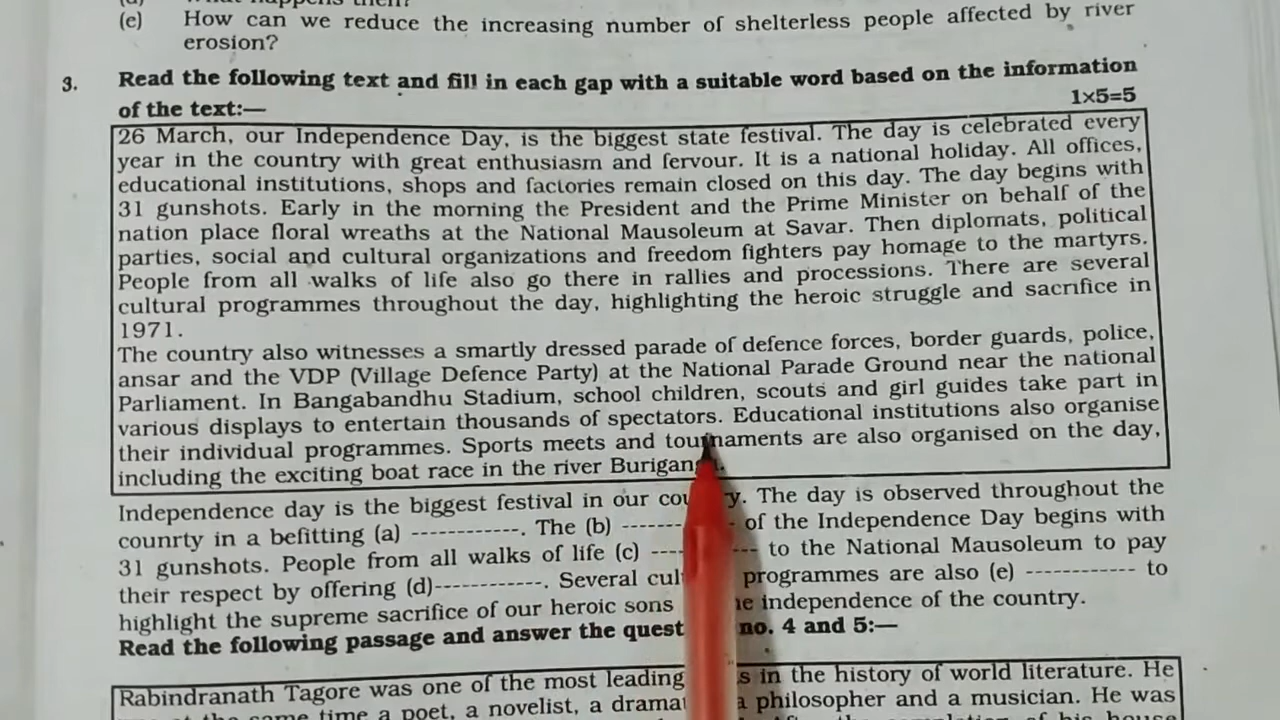 (e) How can we reduce the increasing number of shelterless people affected by river
erosion?
3. Read the following text and fill in each gap with a suitable word based on the information
of the text:— 1×5=5
26 March, our Independence Day, is the biggest state festival. The day is celebrated every
year in the country with great enthusiasm and fervour. It is a national holiday. All offices,
educational institutions, shops and factories remain closed on this day. The day begins with
31 gunshots. Early in the morning the President and the Prime Minister on behalf of the
nation place floral wreaths at the National Mausoleum at Savar. Then diplomats, political
parties, social and cultural organizations and freedom fighters pay homage to the martyrs.
People from all walks of life also go there in rallies and processions. There are several
cultural programmes throughout the day, highlighting the heroic struggle and sacrifice in
1971.
The country also witnesses a smartly dressed parade of defence forces, border guards, police,
ansar and the VDP (Village Defence Party) at the National Parade Ground near the national
Parliament. In Bangabandhu Stadium, school children, scouts and girl guides take part in
various displays to entertain thousands of spectators. Educational institutions also organise
their individual programmes. Sports meets and tournaments are also organised on the day,
including the exciting boat race in the river
Independence day is the biggest festival in our The day is observed throughout the
counrty in a befitting (a) ------------. The (b) ------------ of the Independence Day begins with
31 gunshots. People from all walks of life (c) ------------ to the National Mausoleum to pay
their respect by offering (d)------------. Several programmes are also (e) ------------ to
highlight the supreme sacrifice of our heroic sons independence of the country.
Read the following passage and answer the no. 4 and 5:—
Rabindranath Tagore was one of the most leading in the history of world literature. He
same time a poet, a novelist, a philosopher and a musician. He was